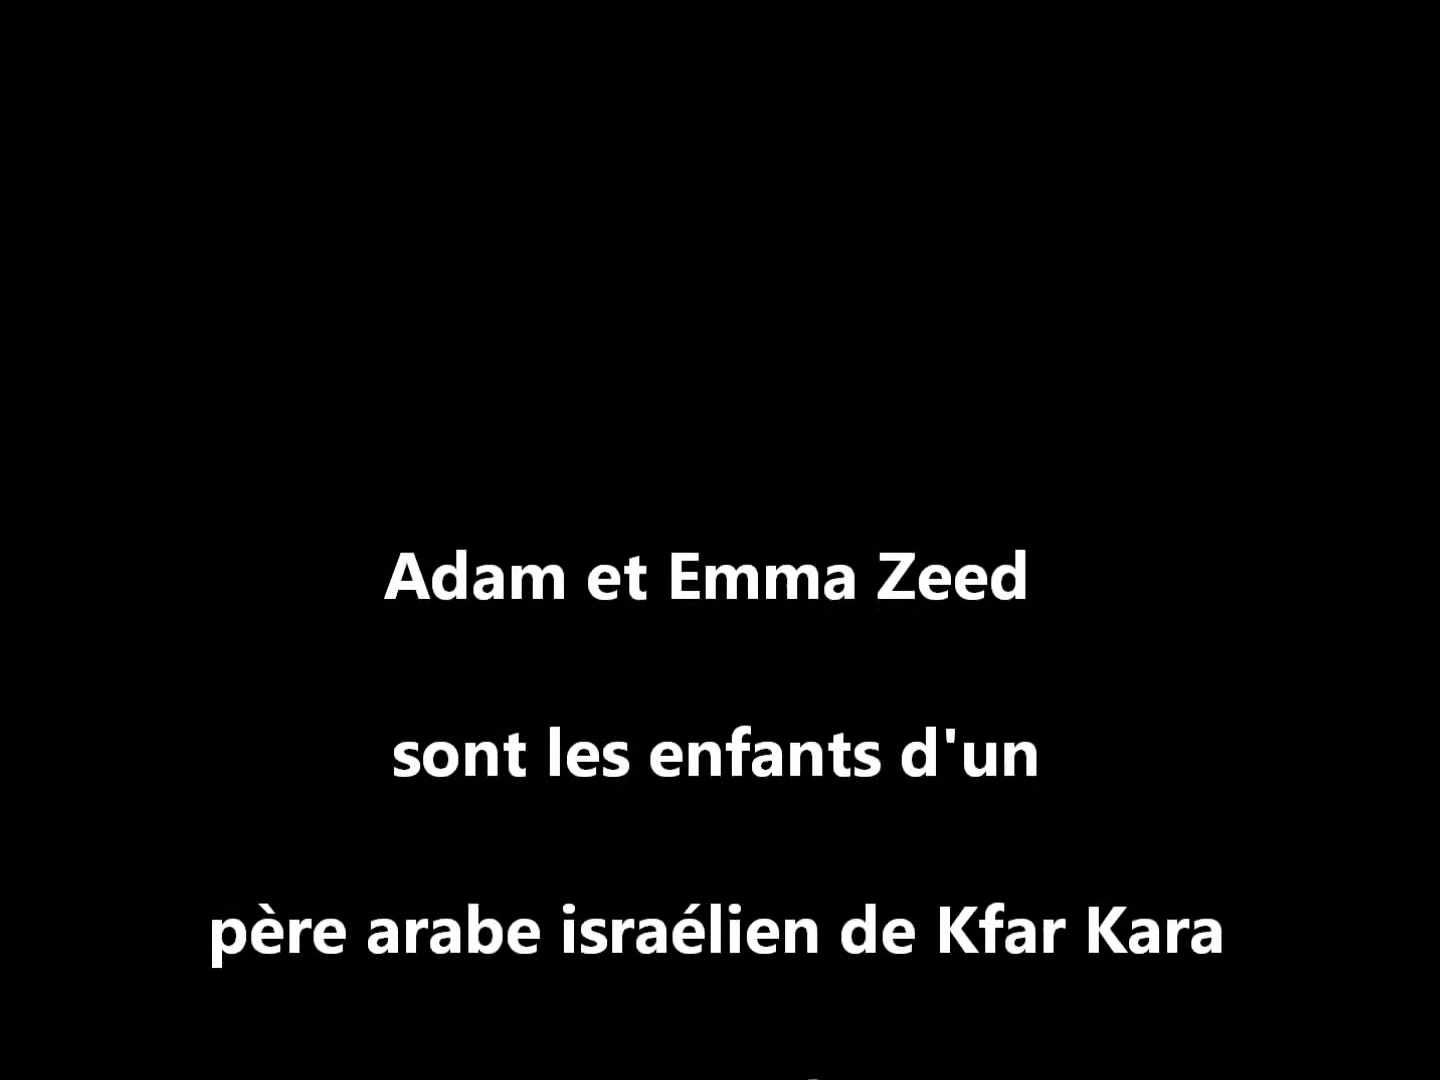 Adam et Emma Zeed
sont les enfants d'un
père arabe israélien de Kfar Kara